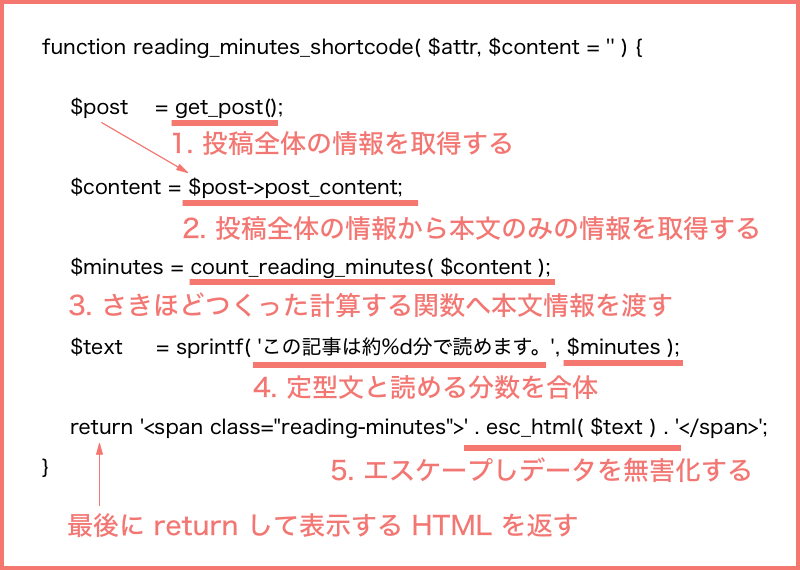 function reading_minutes_shortcode( $attr, $content = '' ) {
$post = get_post();
1. 投稿全体の情報を取得する
$content = $post->post_content;
2. 投稿全体の情報から本文のみの情報を取得する
$minutes = count_reading_minutes( $content );
3. さきほどつくった計算する関数へ本文情報を渡す
$text = sprintf( 'この記事は約%d分で読めます。', $minutes );
4. 定型文と読める分数を合体
return '<span class="reading-minutes">' . esc_html( $text ) . '</span>';
5. エスケープしデータを無害化する
}
最後に return して表示する HTML を返す